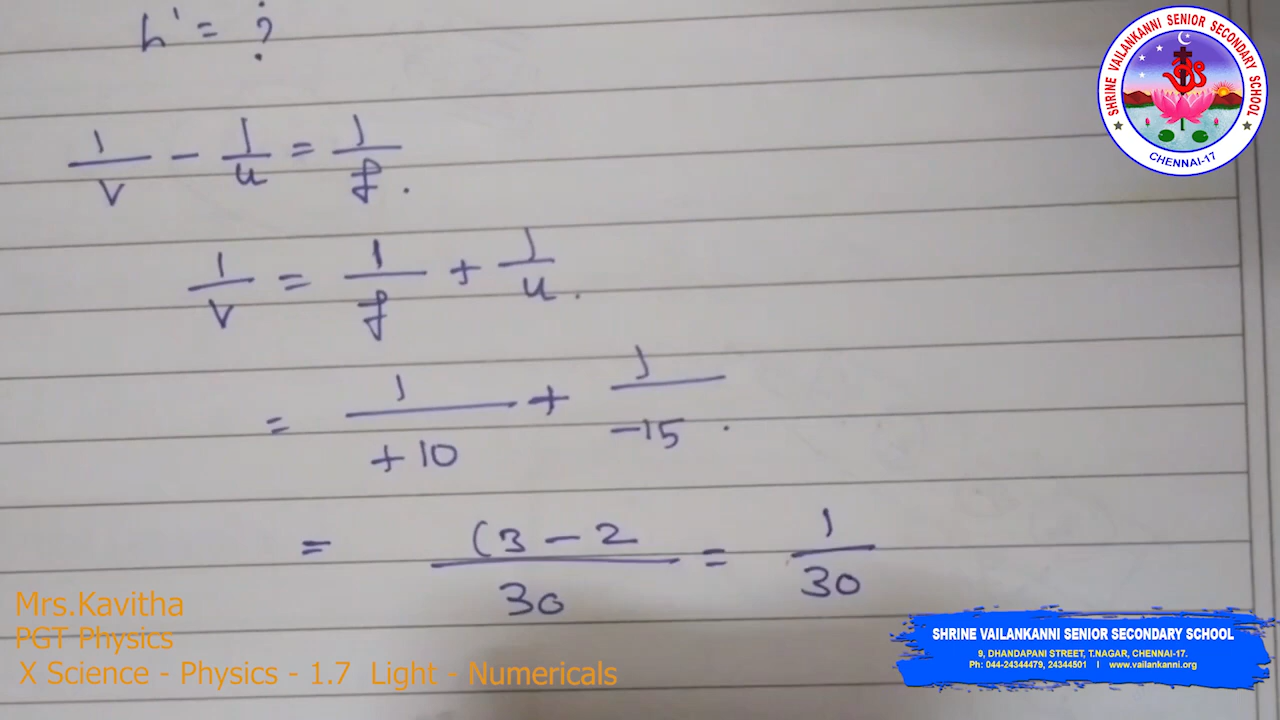 h' = ?
1/v - 1/u = 1/f.
1/v = 1/f + 1/u.
= 1/+10 + 1/-15.
= (3 - 2/30 = 1/30
Mrs.Kavitha
PGT Physics
X Science - Physics - 1.7 Light - Numericals
SHRINE VAILANKANNI SENIOR SECONDARY SCHOOL
CHENNAI-17
SHRINE VAILANKANNI SENIOR SECONDARY SCHOOL
9, DHANDAPANI STREET, T.NAGAR, CHENNAI-17.
Ph: 044-24344479, 24344501 I www.vailankanni.org